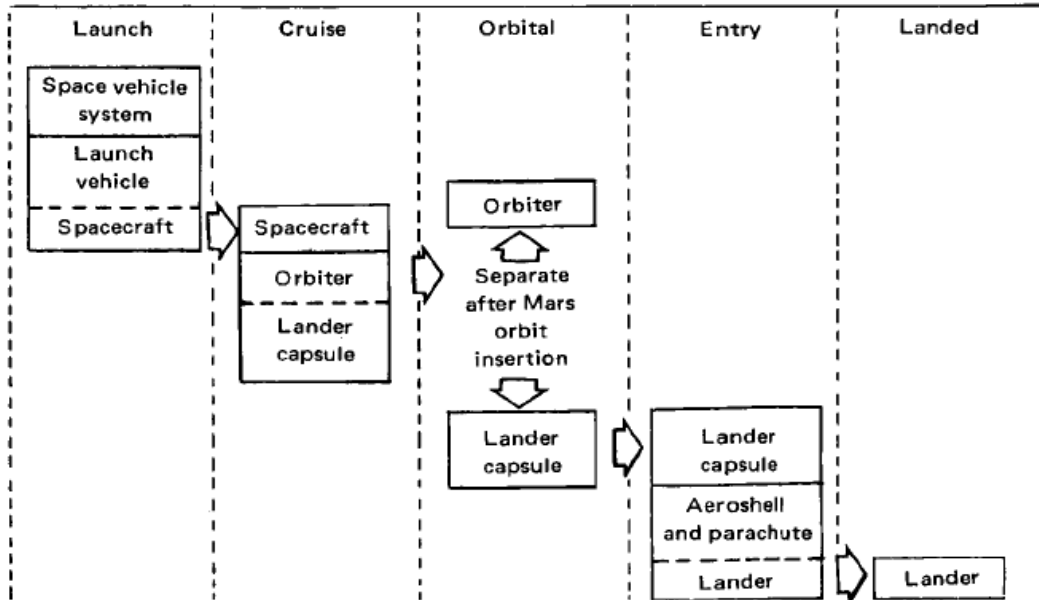 Launch
Cruise
Orbital
Entry
Landed
Space vehicle
system
Launch
vehicle
Spacecraft
Spacecraft
Orbiter
Lander
capsule
Orbiter
Separate
after Mars
orbit
insertion
Lander
capsule
Lander
capsule
Aeroshell
and parachute
Lander
Lander